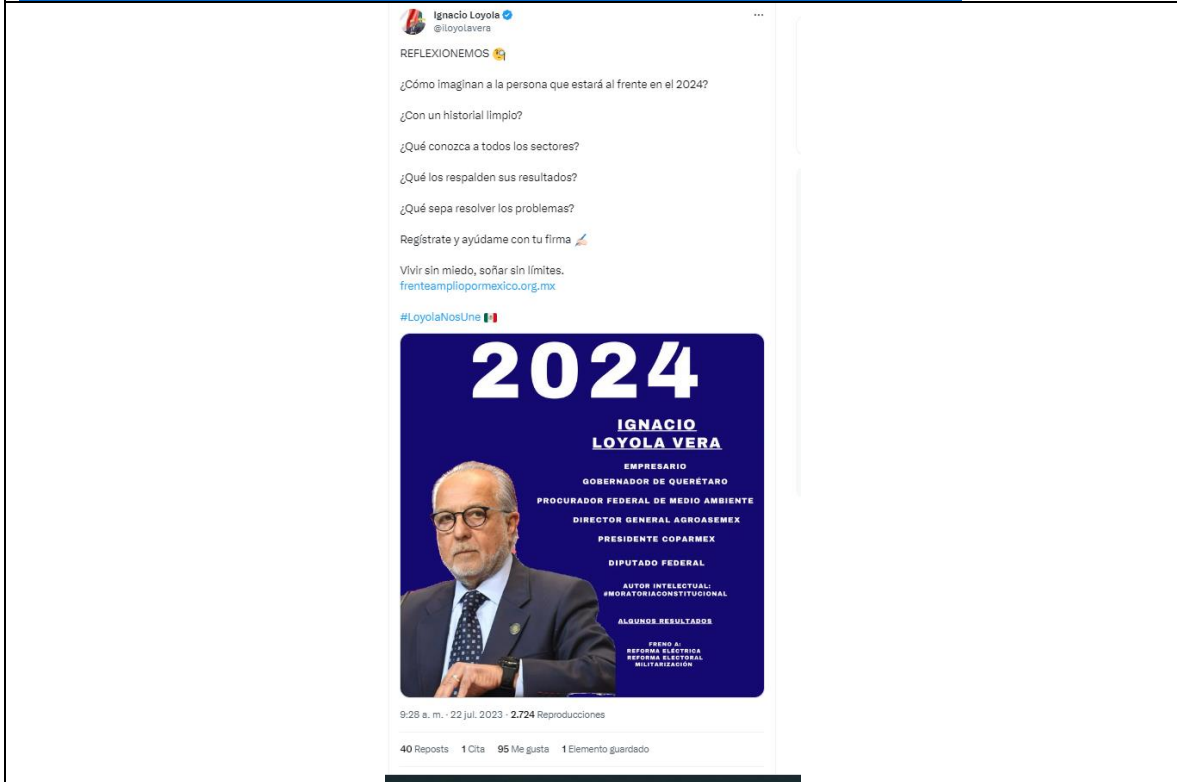 Ignacio Loyola
@iloyolavera
REFLEXIONEMOS 🧐
¿Cómo imaginan a la persona que estará al frente en el 2024?
¿Con un historial limpio?
¿Qué conozca a todos los sectores?
¿Qué los respalden sus resultados?
¿Qué sepa resolver los problemas?
Regístrate y ayúdame con tu firma ✍🏻
Vivir sin miedo, soñar sin límites.
frenteampliopormexico.org.mx
#LoyolaNosUne 🇲🇽
2024
IGNACIO
LOYOLA VERA
EMPRESARIO
GOBERNADOR DE QUERÉTARO
PROCURADOR FEDERAL DE MEDIO AMBIENTE
DIRECTOR GENERAL AGROASEMEX
PRESIDENTE COPARMEX
DIPUTADO FEDERAL
AUTOR INTELECTUAL:
#MORATORIACONSTITUCIONAL
ALGUNOS RESULTADOS
FRENO A:
REFORMA ELÉCTRICA
REFORMA ELECTORAL
MILITARIZACIÓN
9:28 a. m. · 22 jul. 2023 · 2.724 Reproducciones
40 Reposts 1 Cita 95 Me gusta 1 Elemento guardado